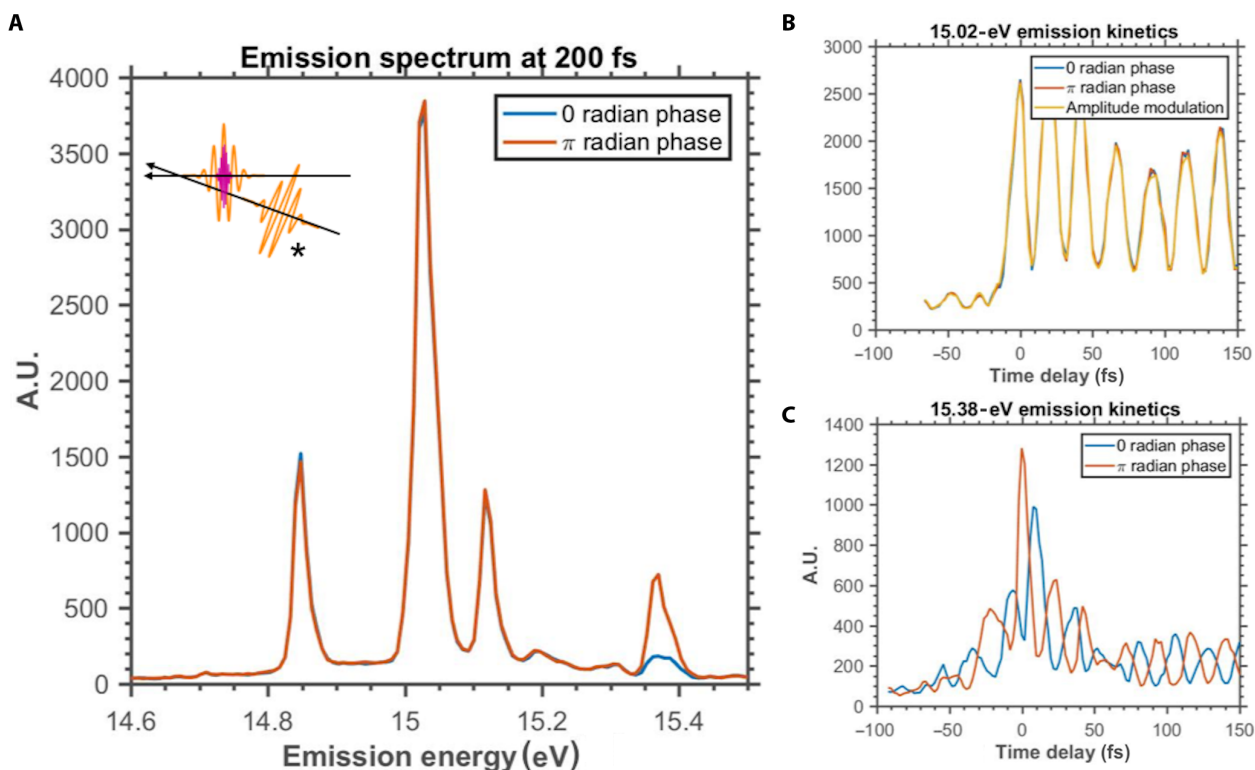 A
Emission spectrum at 200 fs
4000
3500
3000
2500
2000
1500
1000
500
0
A.U.
0 radian phase
π radian phase
*
14.6 14.8 15 15.2 15.4
Emission energy (eV)
B
15.02-eV emission kinetics
3000
2500
2000
1500
1000
500
0
0 radian phase
π radian phase
Amplitude modulation
−100 −50 0 50 100 150
Time delay (fs)
C
15.38-eV emission kinetics
1400
1200
1000
800
600
400
200
0
A.U.
0 radian phase
π radian phase
−100 −50 0 50 100 150
Time delay (fs)